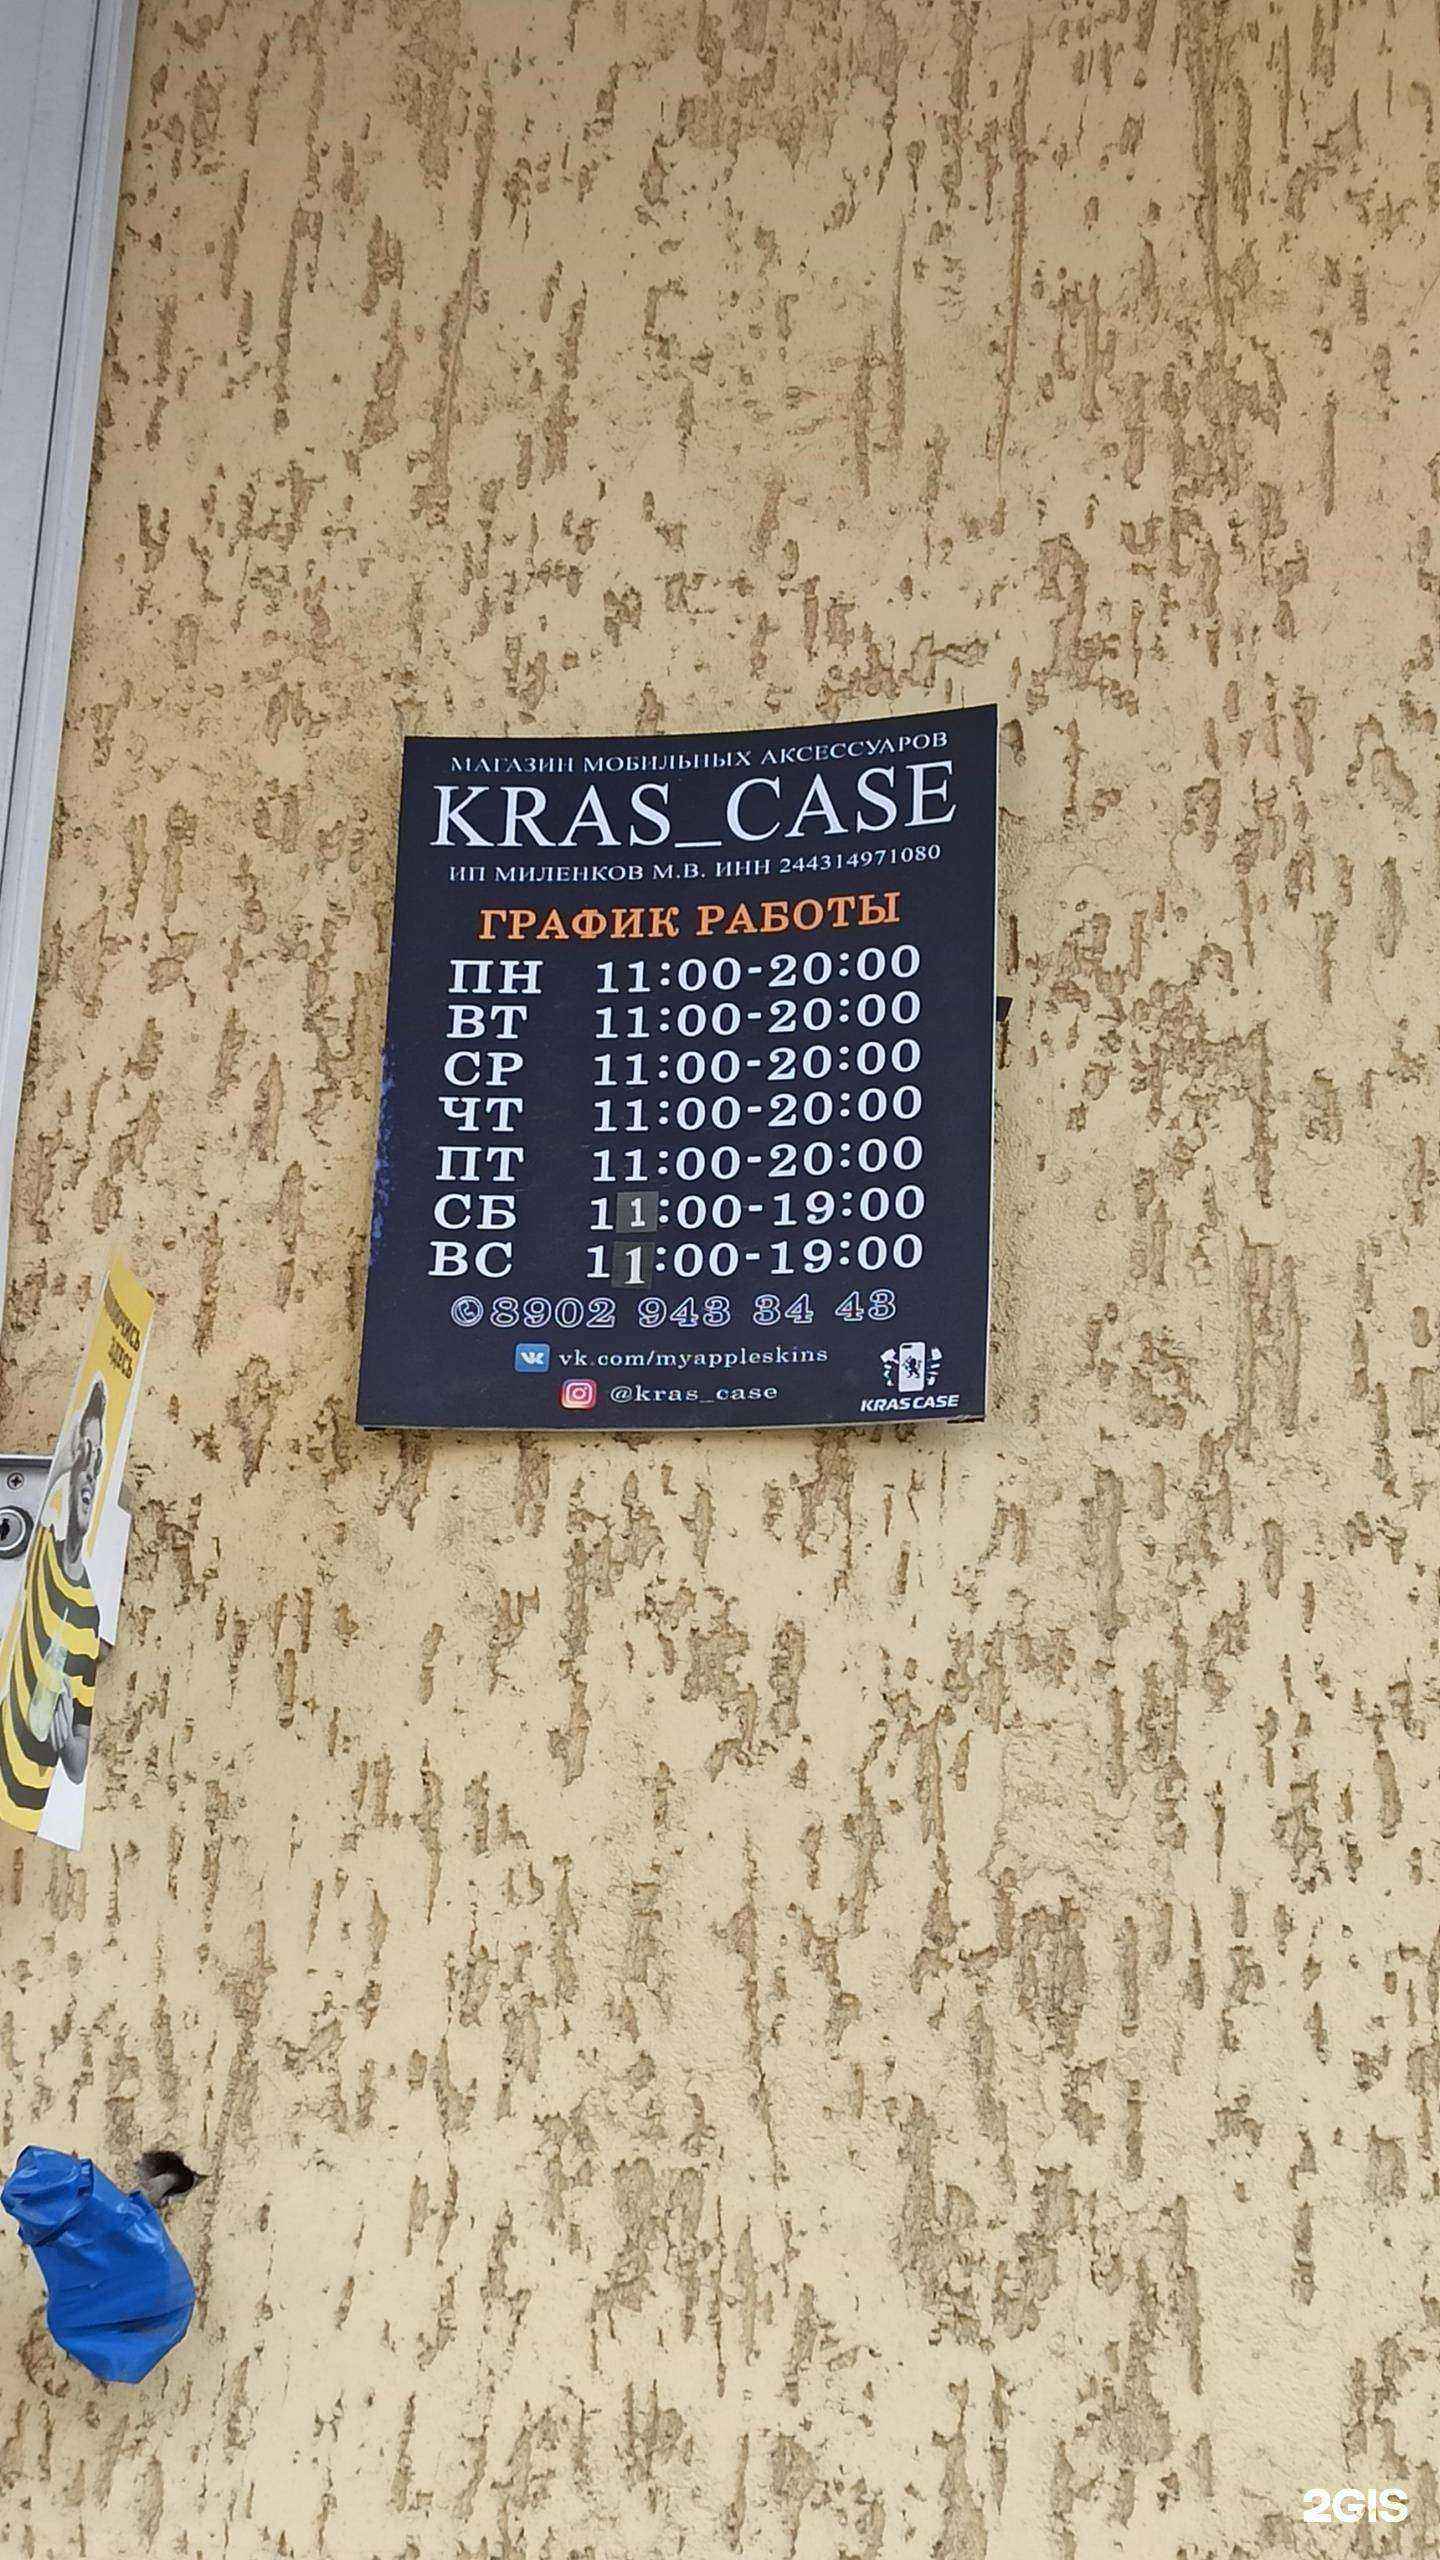 МАГАЗИН МОБИЛЬНЫХ АКСЕССУАРОВ
KRAS_CASE
ИП МИЛЕНКОВ М.В. ИНН 244314971080
ГРАФИК РАБОТЫ
ПН 11:00-20:00
ВТ 11:00-20:00
СР 11:00-20:00
ЧТ 11:00-20:00
ПТ 11:00-20:00
СБ 11:00-19:00
ВС 11:00-19:00
8902 943 34 43
vk.com/myappleskins
@kras_case
KRAS CASE
ЗДЕСЬ
2GIS